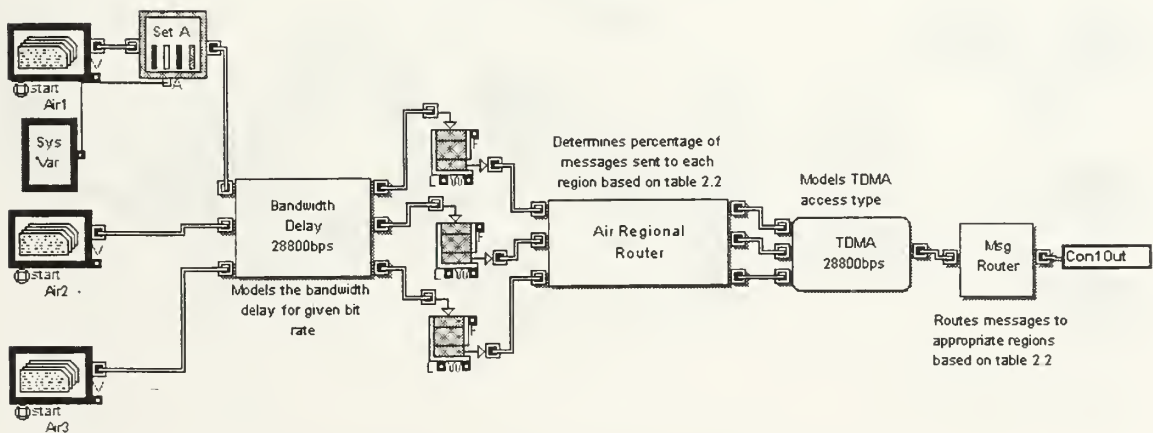 Set A
V
start
A
Air1
Sys
Var
V
start
Air2
V
start
Air3
Bandwidth
Delay
28800bps
Models the bandwidth
delay for given bit
rate
F
L
W
F
L
W
F
L
W
Determines percentage of
messages sent to each
region based on table 2.2
Air Regional
Router
Models TDMA
access type
TDMA
28800bps
Msg
Router
Con1Out
Routes messages to
appropriate regions
based on table 2.2